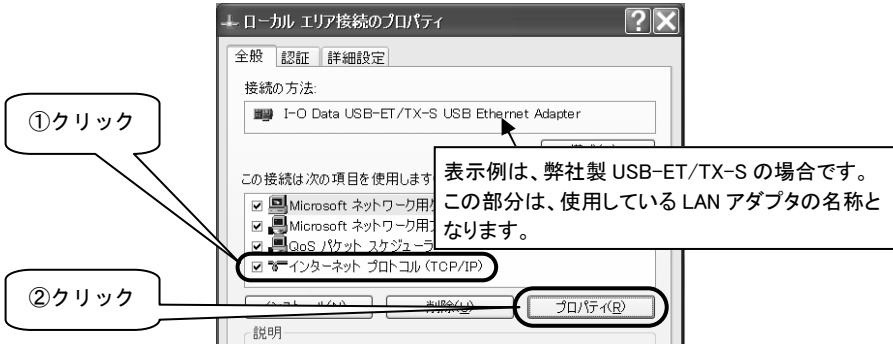 ローカル エリア接続のプロパティ
全般 認証 詳細設定
接続の方法:
I-O Data USB-ET/TX-S USB Ethernet Adapter
①クリック
表示例は、弊社製 USB-ET/TX-S の場合です。
この部分は、使用している LAN アダプタの名称と
なります。
この接続は次の項目を使用します
Microsoft ネットワーク用
Microsoft ネットワーク用
QoS パケット スケジューラ
インターネット プロトコル (TCP/IP)
②クリック
削除(U) プロパティ(R)
説明